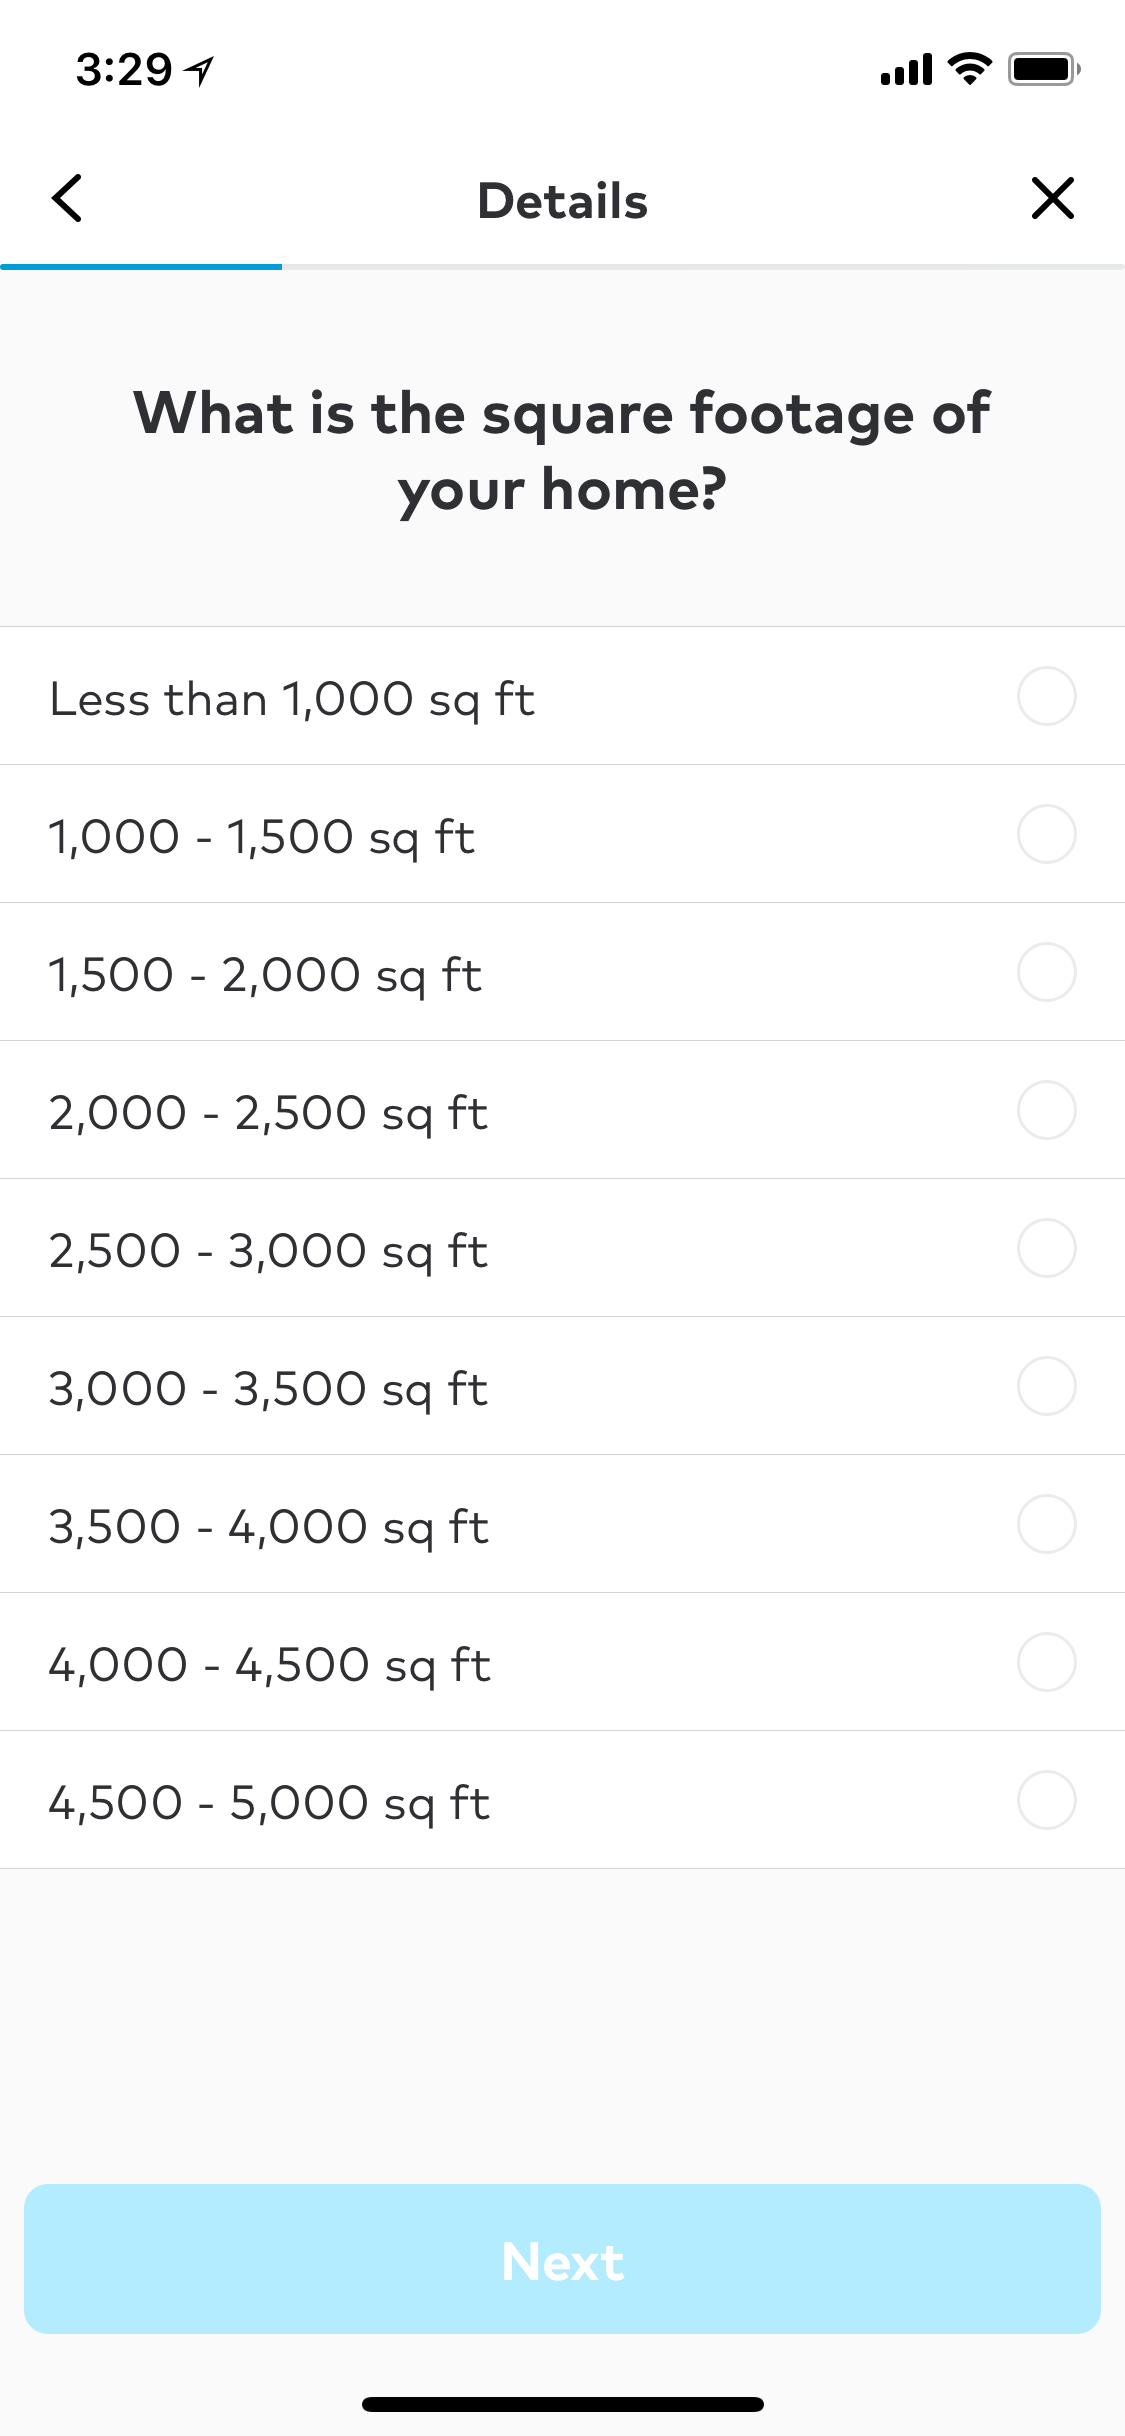 3:29
Details
What is the square footage of
your home?
Less than 1,000 sq ft
1,000 - 1,500 sq ft
1,500 - 2,000 sq ft
2,000 - 2,500 sq ft
2,500 - 3,000 sq ft
3,000 - 3,500 sq ft
3,500 - 4,000 sq ft
4,000 - 4,500 sq ft
4,500 - 5,000 sq ft
Next